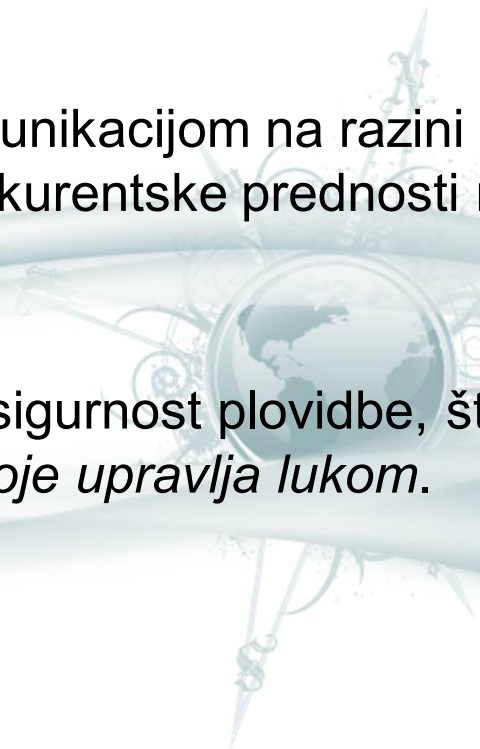 unikacijom na razini
kurentske prednosti
sigurnost plovidbe, št
oje upravlja lukom.